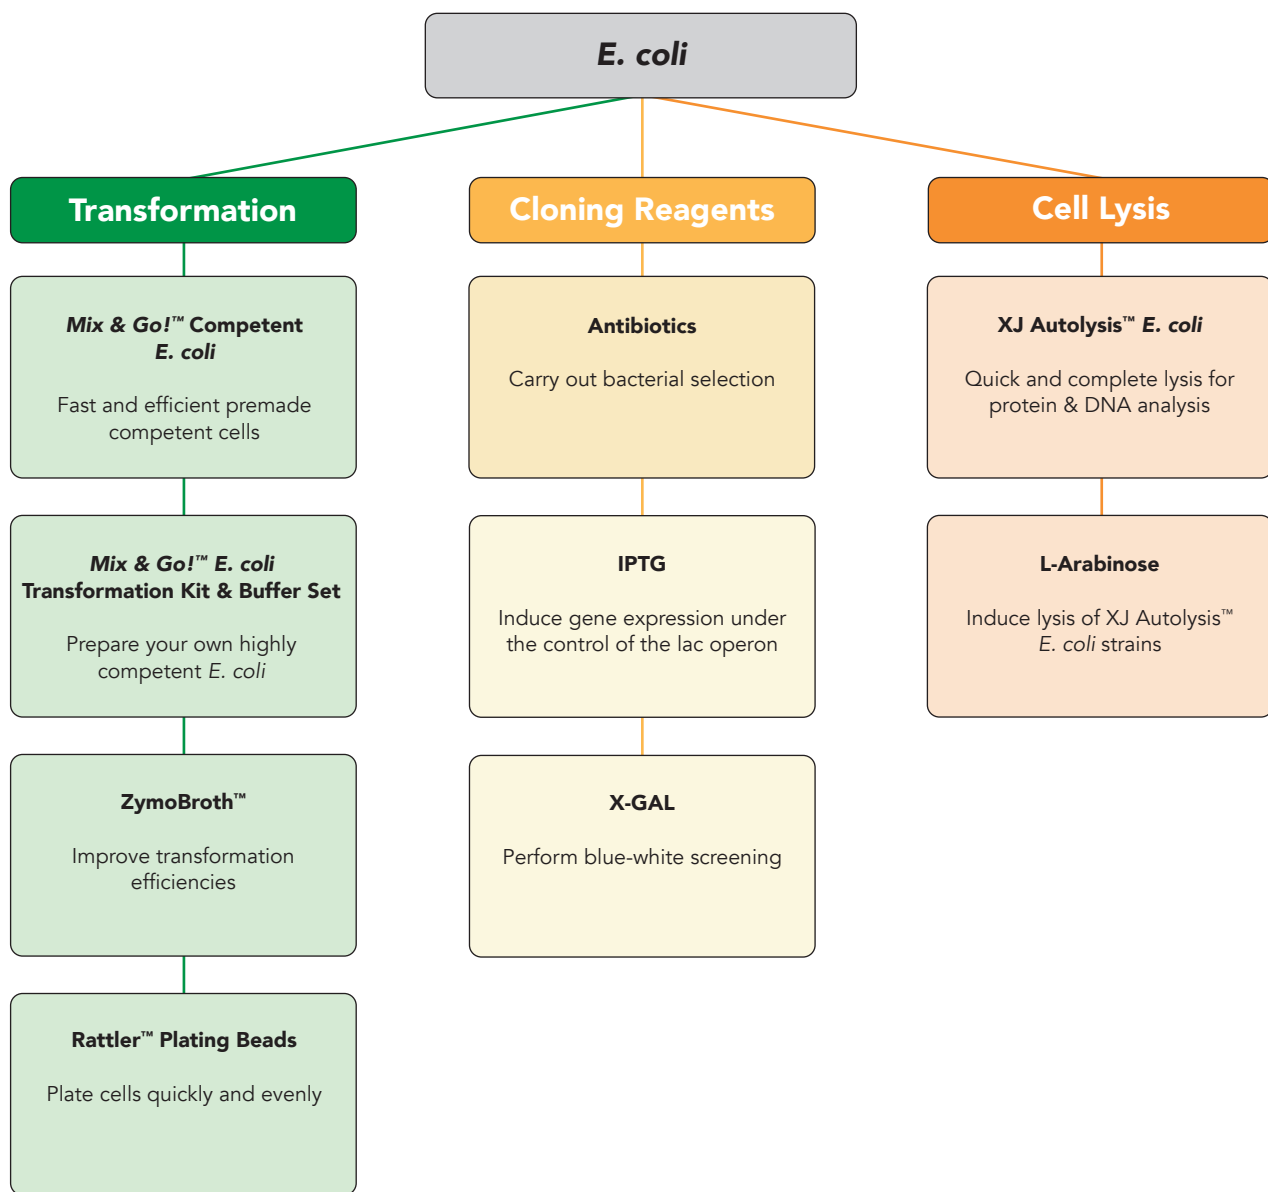 E. coli
Transformation
Mix & Go!™ Competent
E. coli
Fast and efficient premade
competent cells
Mix & Go!™ E. coli
Transformation Kit & Buffer Set
Prepare your own highly
competent E. coli
ZymoBroth™
Improve transformation
efficiencies
Rattler™ Plating Beads
Plate cells quickly and evenly
Cloning Reagents
Antibiotics
Carry out bacterial selection
IPTG
Induce gene expression under
the control of the lac operon
X-GAL
Perform blue-white screening
Cell Lysis
XJ Autolysis™ E. coli
Quick and complete lysis for
protein & DNA analysis
L-Arabinose
Induce lysis of XJ Autolysis™
E. coli strains